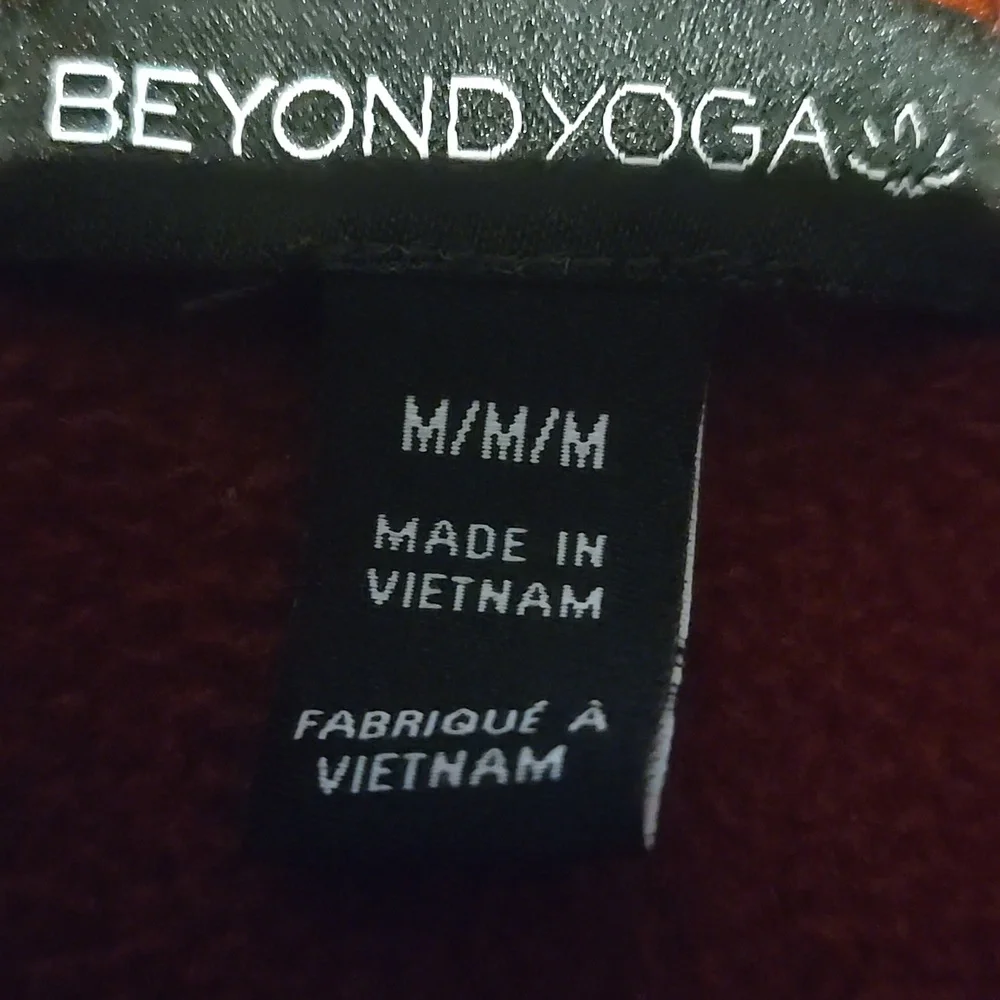 BEYOND YOGA
M/M/M
MADE IN
VIETNAM
FABRIQUÉ À
VIETNAM